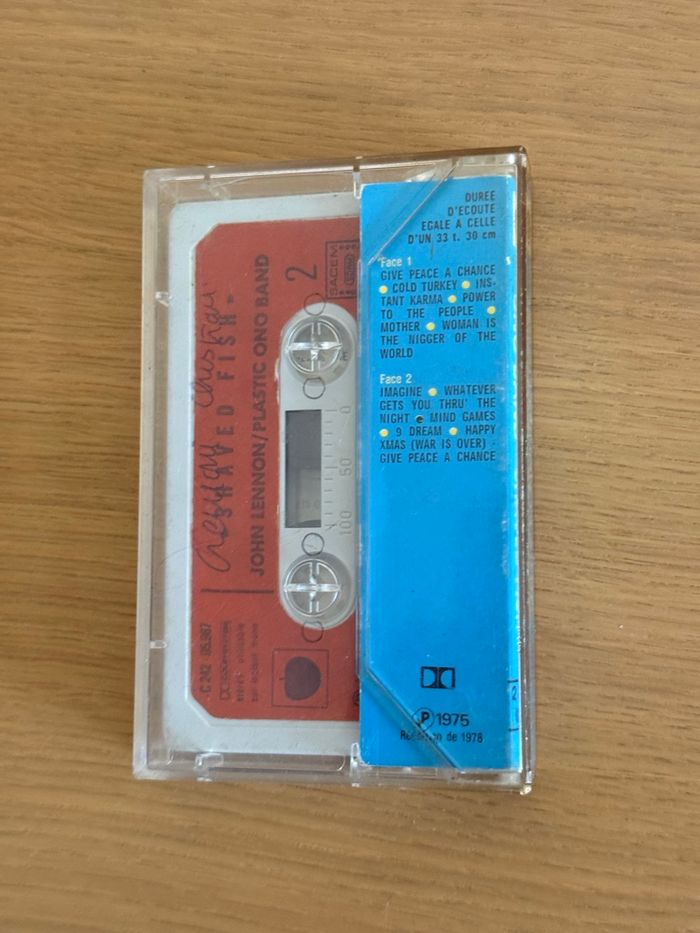 DUREE
D'ECOUTE
EGALE A CELLE
D'UN 33 t. 30 cm
Face 1
GIVE PEACE A CHANCE
COLD TURKEY INS-
TANT KARMA POWER
TO THE PEOPLE
MOTHER WOMAN IS
THE NIGGER OF THE
WORLD
Face 2
IMAGINE WHATEVER
GETS YOU THRU' THE
NIGHT MIND GAMES
9 DREAM HAPPY
XMAS (WAR IS OVER) -
GIVE PEACE A CHANCE
P 1975
Réédition de 1978
2
SACEM
- SHAVED FISH -
JOHN LENNON/PLASTIC ONO BAND
0
50
100